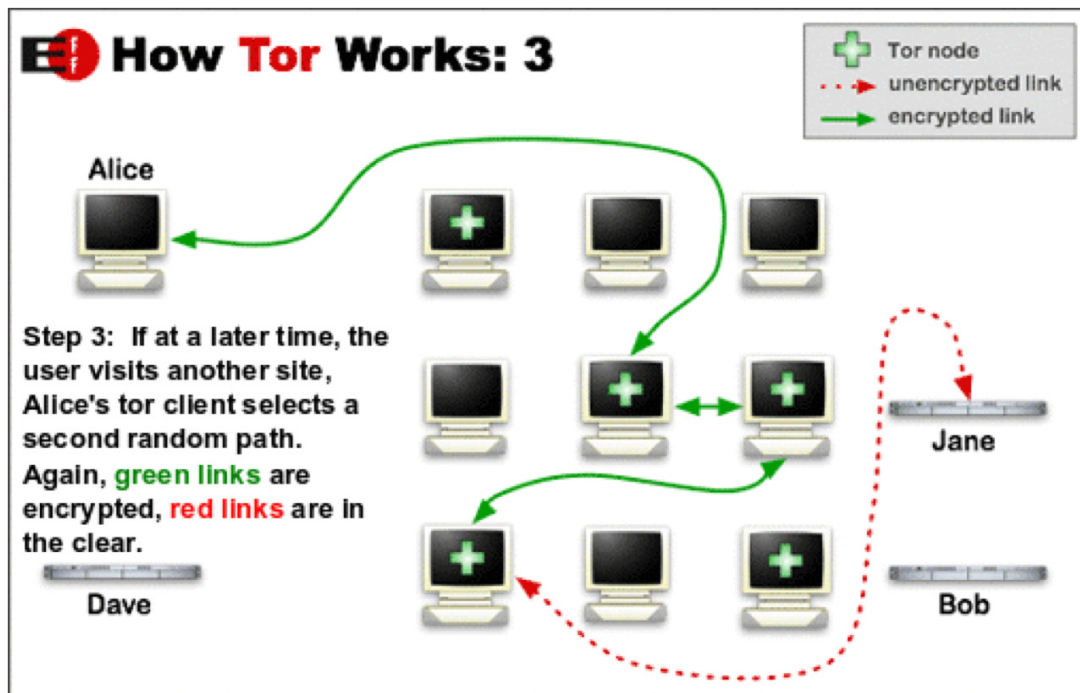 EFF How Tor Works: 3
Tor node
unencrypted link
encrypted link
Alice
Step 3: If at a later time, the
user visits another site,
Alice's tor client selects a
second random path.
Again, green links are
encrypted, red links are in
the clear.
Jane
Dave
Bob